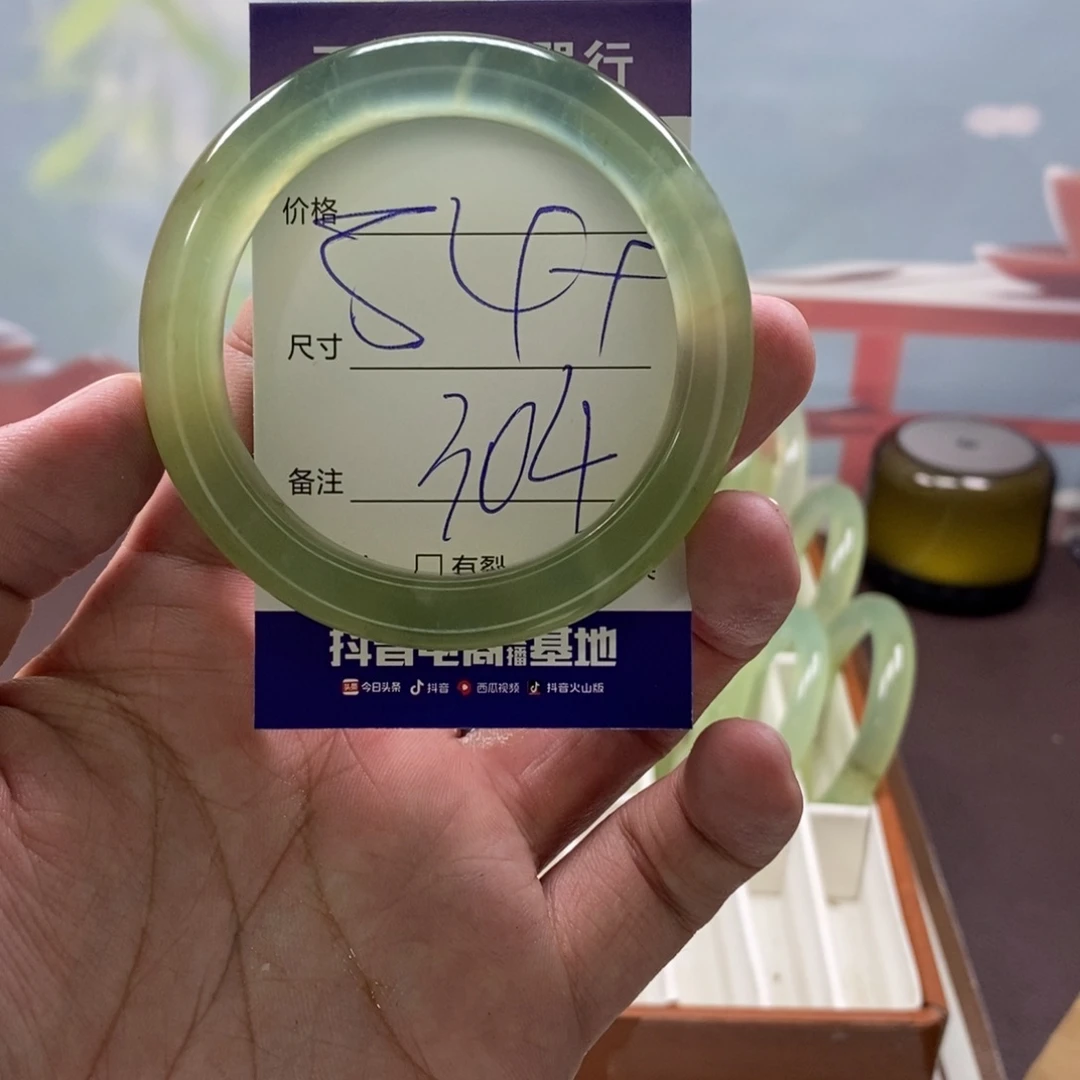 行
价格 54
尺寸
备注 304
有裂
抖音电商直播基地
今日头条 抖音 西瓜视频 抖音火山版